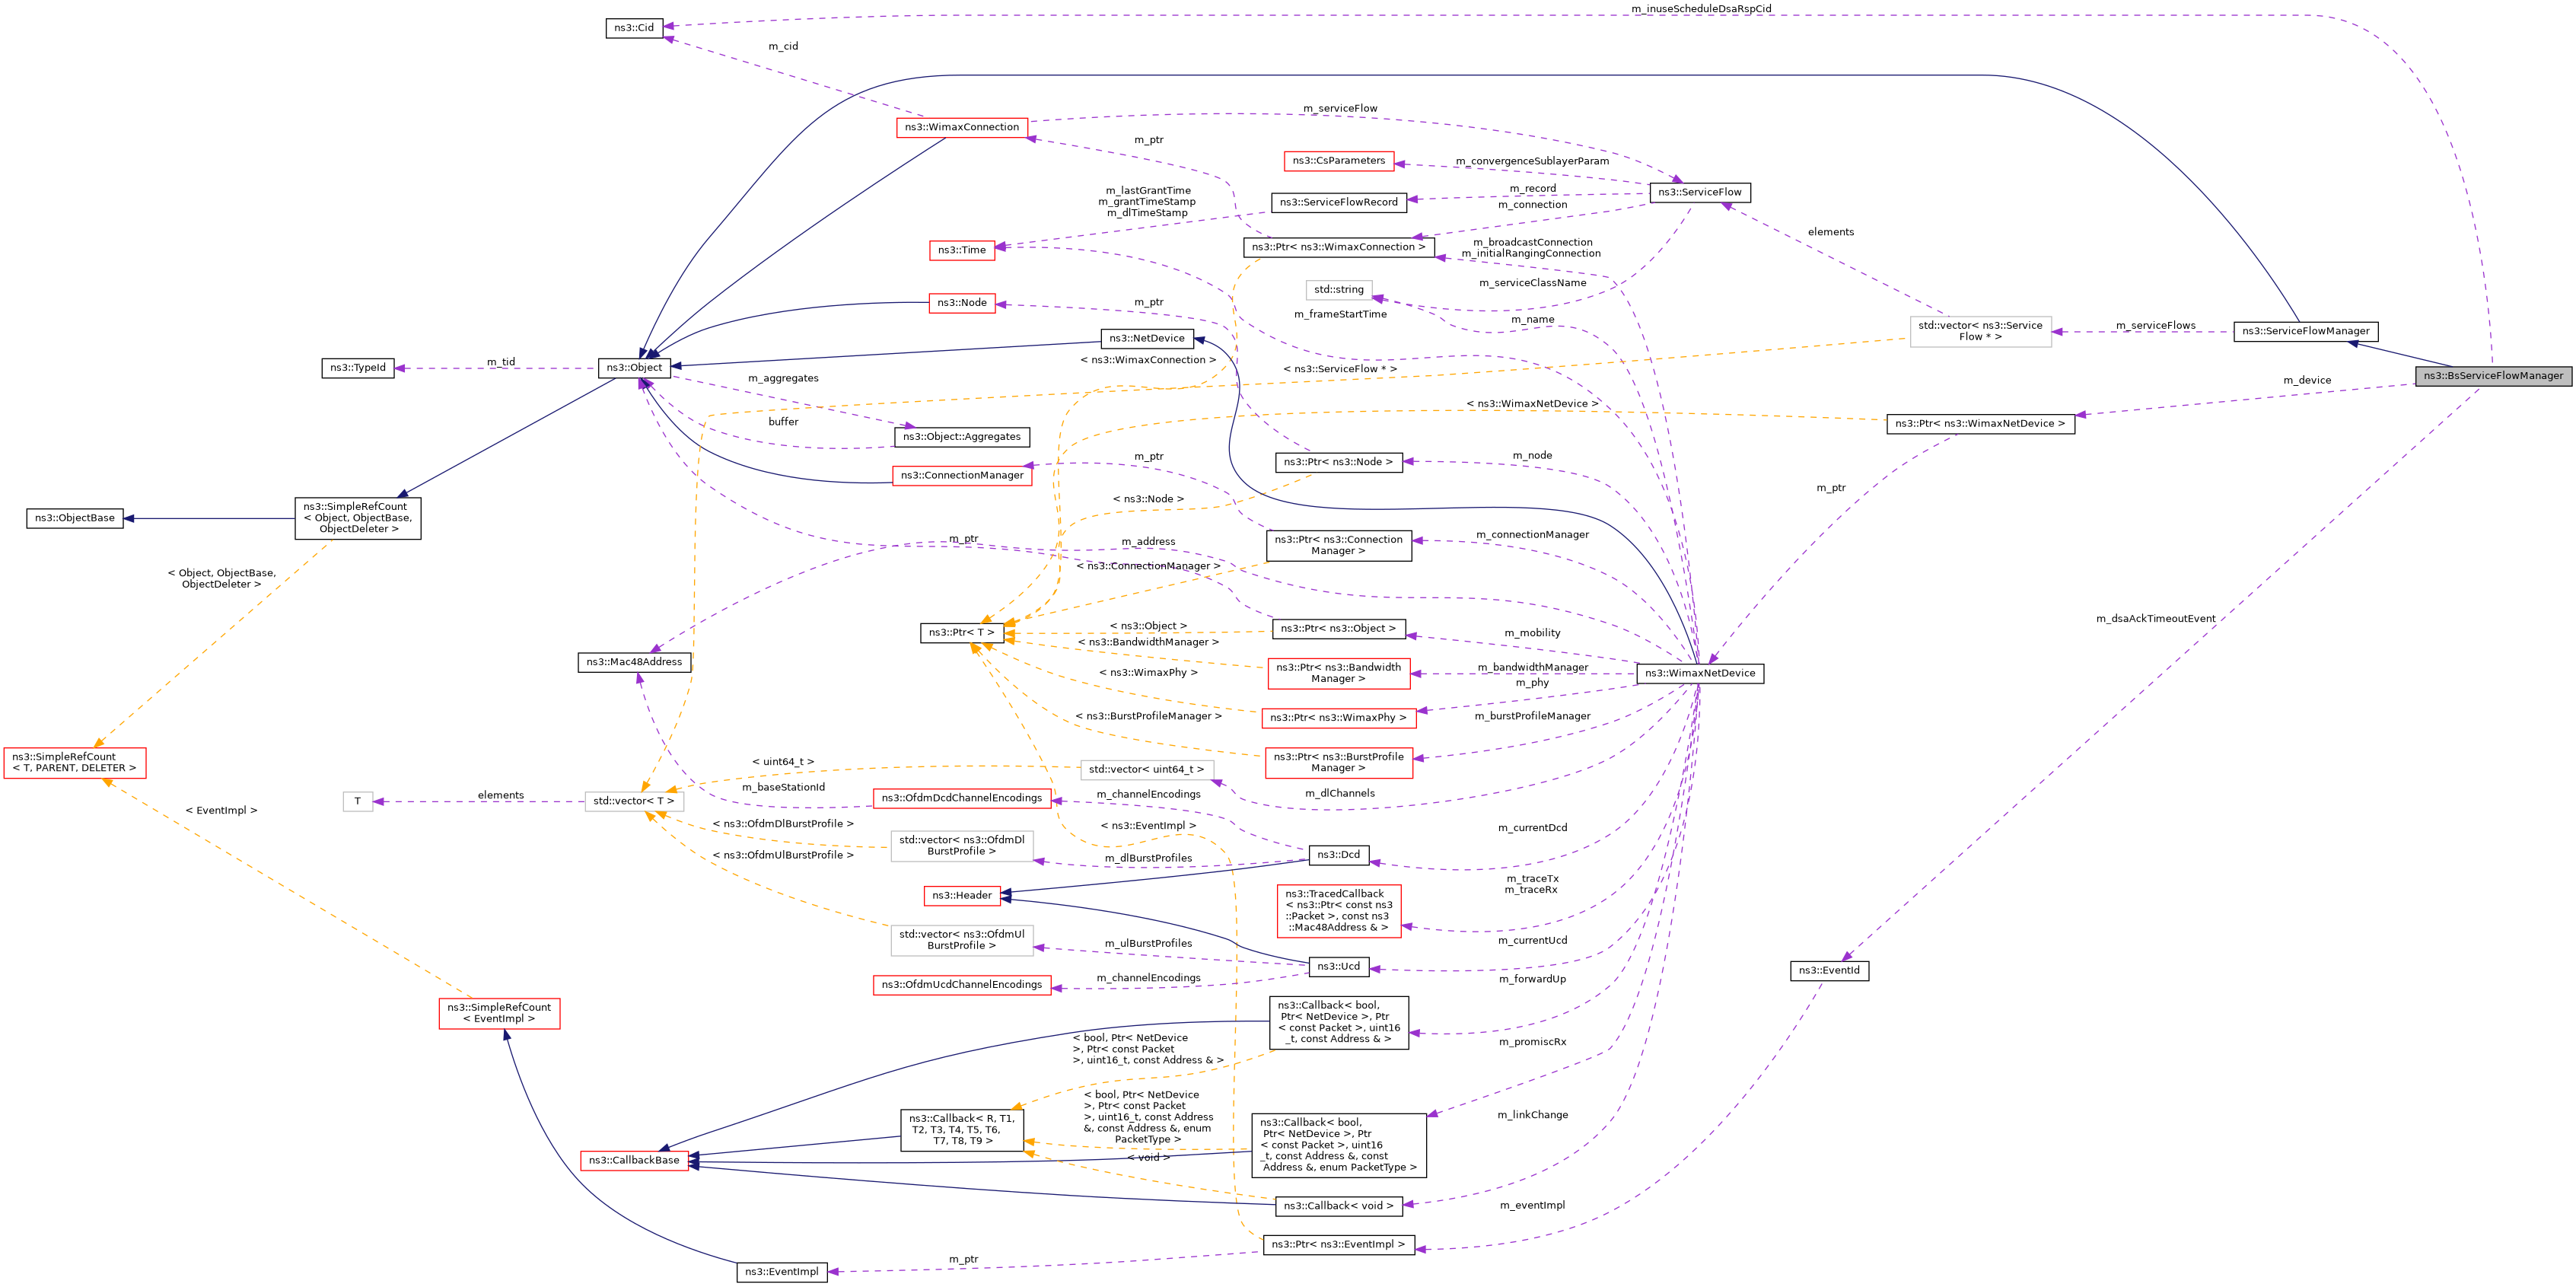 m_inuseScheduleDsaRspCid
ns3::Cid
m_cid
m_serviceFlow
ns3::WimaxConnection
m_ptr
ns3::CsParameters
m_convergenceSublayerParam
m_lastGrantTime
m_grantTimeStamp
m_dlTimeStamp
ns3::ServiceFlowRecord
m_record
m_connection
ns3::ServiceFlow
elements
ns3::Time
ns3::Ptr< ns3::WimaxConnection >
m_broadcastConnection
m_initialRangingConnection
std::string
m_serviceClassName
ns3::Node
m_ptr
m_frameStartTime
m_name
std::vector< ns3::Service
Flow * >
m_serviceFlows
ns3::ServiceFlowManager
ns3::NetDevice
< ns3::WimaxConnection >
< ns3::ServiceFlow * >
ns3::TypeId
m_tid
ns3::Object
m_aggregates
buffer
ns3::Object::Aggregates
ns3::BsServiceFlowManager
m_device
< ns3::WimaxNetDevice >
ns3::Ptr< ns3::WimaxNetDevice >
m_ptr
ns3::ConnectionManager
m_ptr
ns3::Ptr< ns3::Node >
m_node
< ns3::Node >
ns3::ObjectBase
ns3::SimpleRefCount
< Object, ObjectBase,
ObjectDeleter >
m_ptr
m_address
ns3::Ptr< ns3::Connection
Manager >
m_connectionManager
< ns3::ConnectionManager >
< Object, ObjectBase,
ObjectDeleter >
ns3::Ptr< T >
< ns3::Object >
ns3::Ptr< ns3::Object >
m_mobility
< ns3::BandwidthManager >
ns3::Mac48Address
< ns3::WimaxPhy >
ns3::Ptr< ns3::Bandwidth
Manager >
m_bandwidthManager
m_phy
ns3::WimaxNetDevice
m_dsaAckTimeoutEvent
< ns3::BurstProfileManager >
ns3::Ptr< ns3::WimaxPhy >
m_burstProfileManager
ns3::SimpleRefCount
< T, PARENT, DELETER >
< uint64_t >
std::vector< uint64_t >
ns3::Ptr< ns3::BurstProfile
Manager >
m_baseStationId
m_dlChannels
< EventImpl >
T
elements
std::vector< T >
ns3::OfdmDcdChannelEncodings
m_channelEncodings
< ns3::OfdmDlBurstProfile >
< ns3::EventImpl >
m_currentDcd
std::vector< ns3::OfdmDl
BurstProfile >
< ns3::OfdmUlBurstProfile >
m_dlBurstProfiles
ns3::Dcd
ns3::Header
ns3::TracedCallback
< ns3::Ptr< const ns3
::Packet >, const ns3
::Mac48Address & >
m_traceTx
m_traceRx
std::vector< ns3::OfdmUl
BurstProfile >
m_ulBurstProfiles
m_currentUcd
ns3::Ucd
ns3::EventId
ns3::OfdmUcdChannelEncodings
m_channelEncodings
m_forwardUp
ns3::SimpleRefCount
< EventImpl >
ns3::Callback< bool,
Ptr< NetDevice >, Ptr
< const Packet >, uint16
_t, const Address & >
< bool, Ptr< NetDevice
>, Ptr< const Packet
>, uint16_t, const Address & >
m_promiscRx
< bool, Ptr< NetDevice
>, Ptr< const Packet
>, uint16_t, const Address
&, const Address &, enum
PacketType >
ns3::Callback< R, T1,
T2, T3, T4, T5, T6,
T7, T8, T9 >
m_linkChange
ns3::Callback< bool,
Ptr< NetDevice >, Ptr
< const Packet >, uint16
_t, const Address &, const
Address &, enum PacketType >
ns3::CallbackBase
< void >
ns3::Callback< void >
m_eventImpl
ns3::Ptr< ns3::EventImpl >
m_ptr
ns3::EventImpl